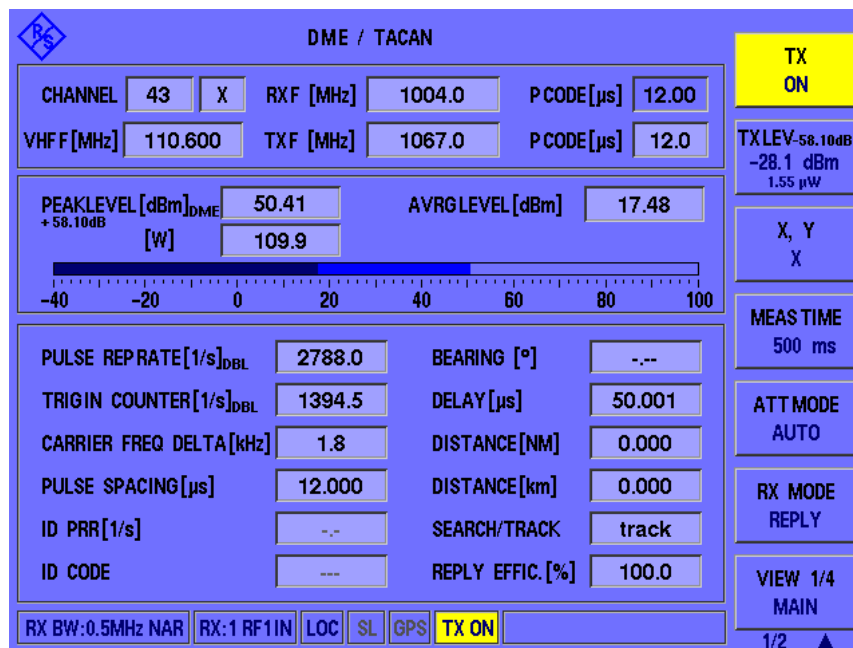 R/S
DME / TACAN
CHANNEL 43 X RXF [MHz] 1004.0 PCODE[µs] 12.00
VHFF[MHz] 110.600 TXF [MHz] 1067.0 PCODE[µs] 12.0
PEAKLEVEL[dBm]DME 50.41 AVRGLEVEL[dBm] 17.48
+58.10dB
[W] 109.9
-40 -20 0 20 40 60 80 100
PULSE REPRATE[1/s]DBL 2788.0 BEARING [°] -.--
TRIGIN COUNTER[1/s]DBL 1394.5 DELAY[µs] 50.001
CARRIER FREQ DELTA[kHz] 1.8 DISTANCE[NM] 0.000
PULSE SPACING[µs] 12.000 DISTANCE[km] 0.000
ID PRR[1/s] -.- SEARCH/TRACK track
ID CODE --- REPLY EFFIC.[%] 100.0
RX BW:0.5MHz NAR RX:1 RF1IN LOC SL GPS TX ON
TX
ON
TXLEV-58.10dB
-28.1 dBm
1.55 µW
X, Y
X
MEASTIME
500 ms
ATTMODE
AUTO
RX MODE
REPLY
VIEW 1/4
MAIN
1/2